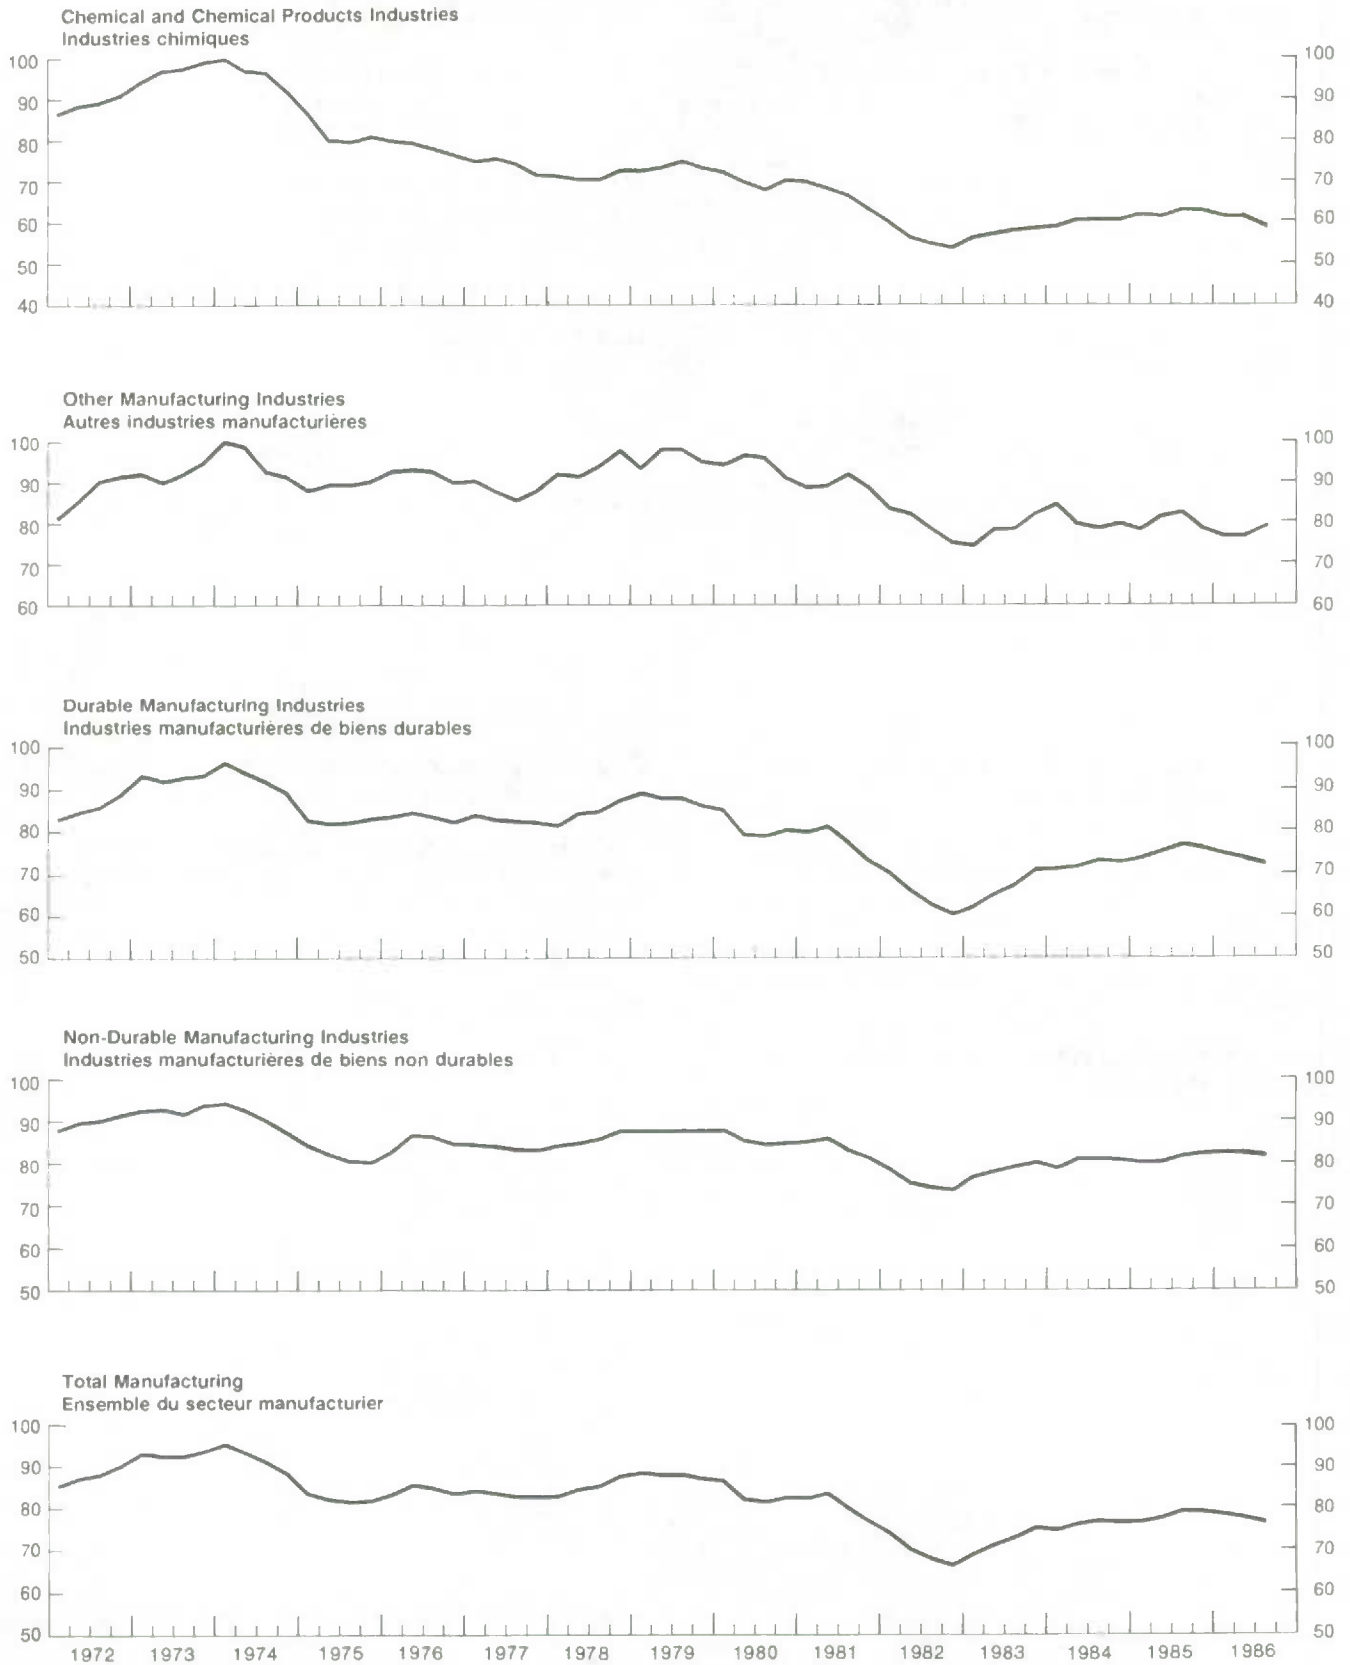 Chemical and Chemical Products Industries
Industries chimiques
100 100
90 90
80 80
70 70
60 60
50 50
40 40
Other Manufacturing Industries
Autres industries manufacturières
100 100
90 90
80 80
70 70
60 60
Durable Manufacturing Industries
Industries manufacturières de biens durables
100 100
90 90
80 80
70 70
60 60
50 50
Non-Durable Manufacturing Industries
Industries manufacturières de biens non durables
100 100
90 90
80 80
70 70
60 60
50 50
Total Manufacturing
Ensemble du secteur manufacturier
100 100
90 90
80 80
70 70
60 60
50 50
1972 1973 1974 1975 1976 1977 1978 1979 1980 1981 1982 1983 1984 1985 1986